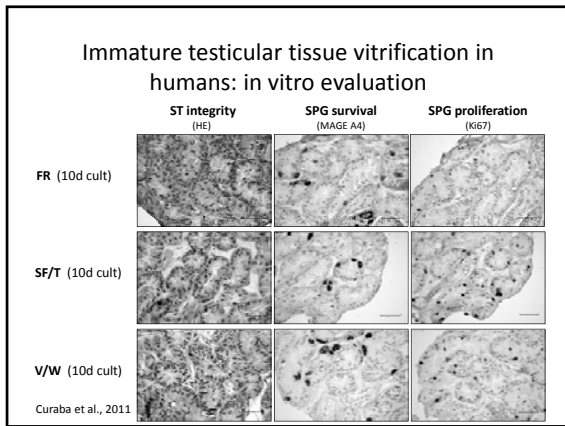 Immature testicular tissue vitrification in
humans: in vitro evaluation
ST integrity
(HE)
SPG survival
(MAGE A4)
SPG proliferation
(Ki67)
FR (10d cult)
SF/T (10d cult)
V/W (10d cult)
Curaba et al., 2011